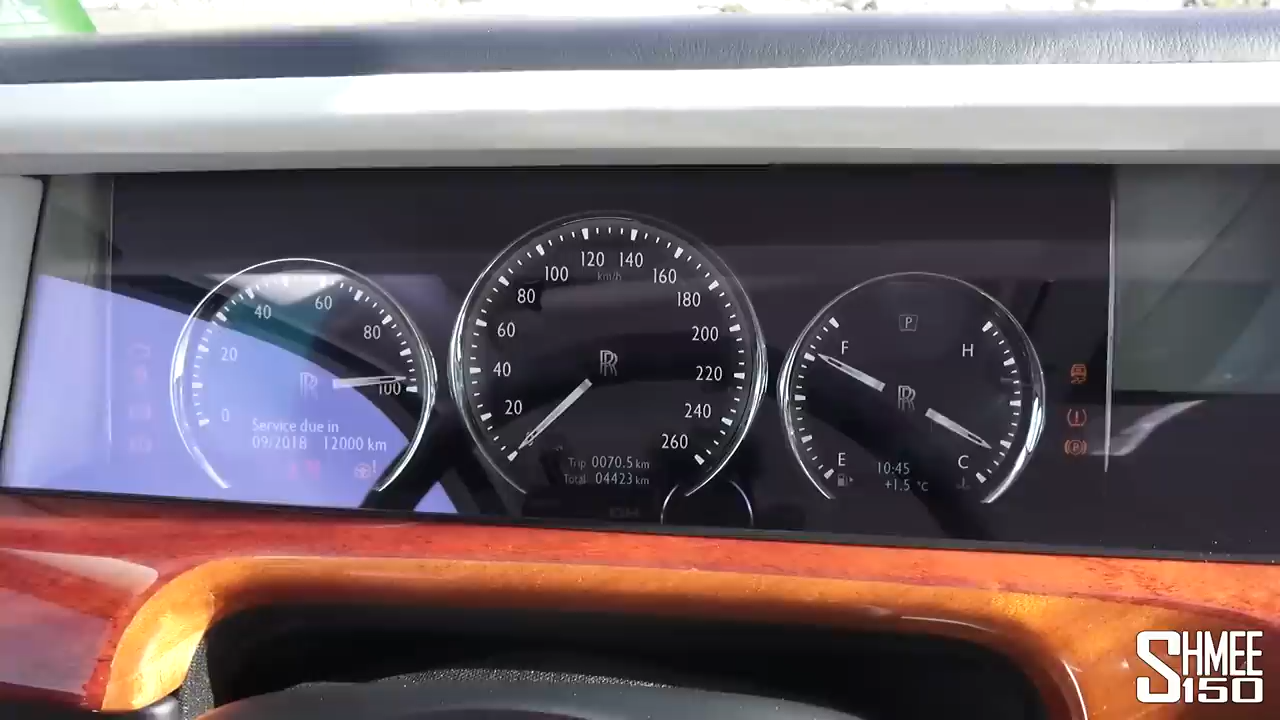 0
20
40
60
80
100
Service due in
09/2018 12000 km
20
40
60
80
100
120
140
160
180
200
220
240
260
km/h
RR
Trip 0070.5 km
Total 04423 km
P
F
H
E
C
10:45
+1.5 °C
SHMEE
150